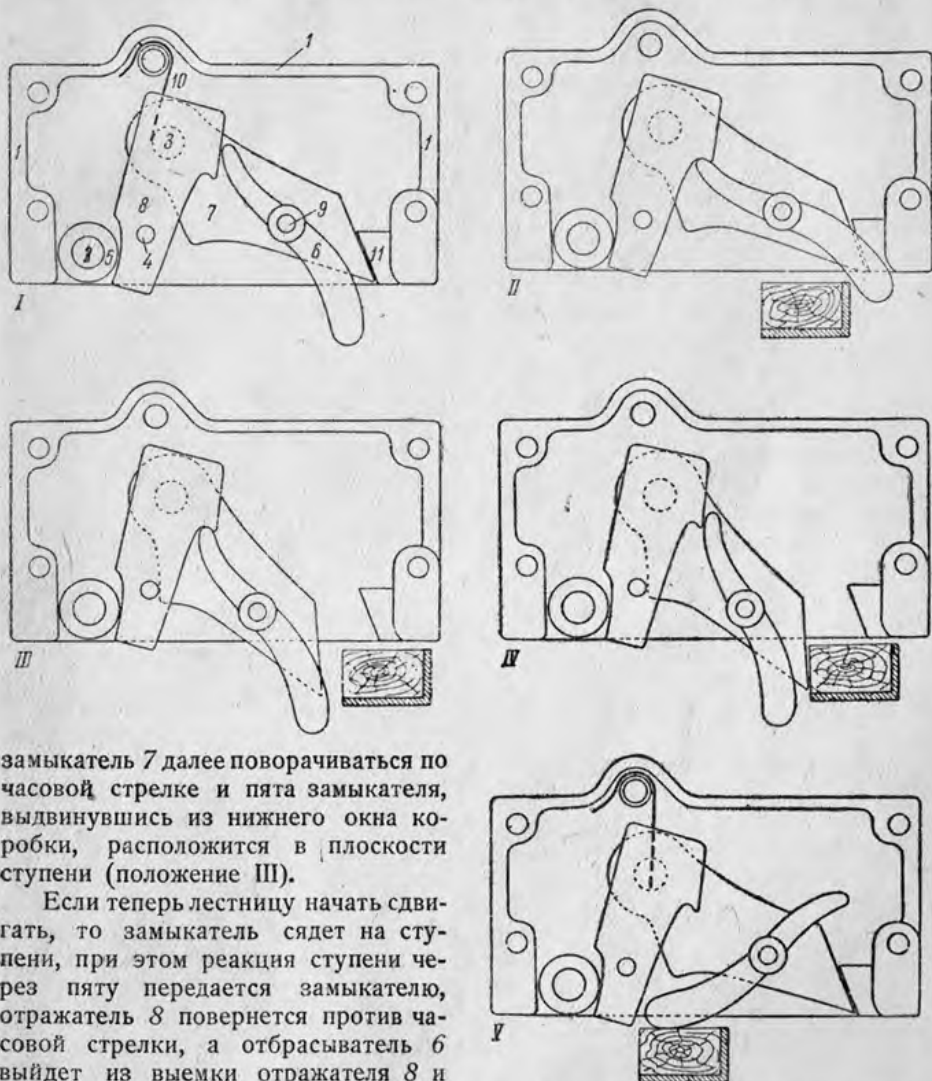 1
10
1
1
3
8
7
9
2
5
4
6
11
I
II
III
IV
замыкатель 7 далее поворачиваться по
часовой стрелке и пята замыкателя,
выдвинувшись из нижнего окна ко-
робки, расположится в плоскости
ступени (положение III).
Если теперь лестницу начать сдви-
гать, то замыкатель сядет на сту-
пени, при этом реакция ступени че-
рез пяту передается замыкателю,
отражатель 8 повернется против ча-
совой стрелки, а отбрасыватель 6
выйдет из выемки отражателя 8 и
V